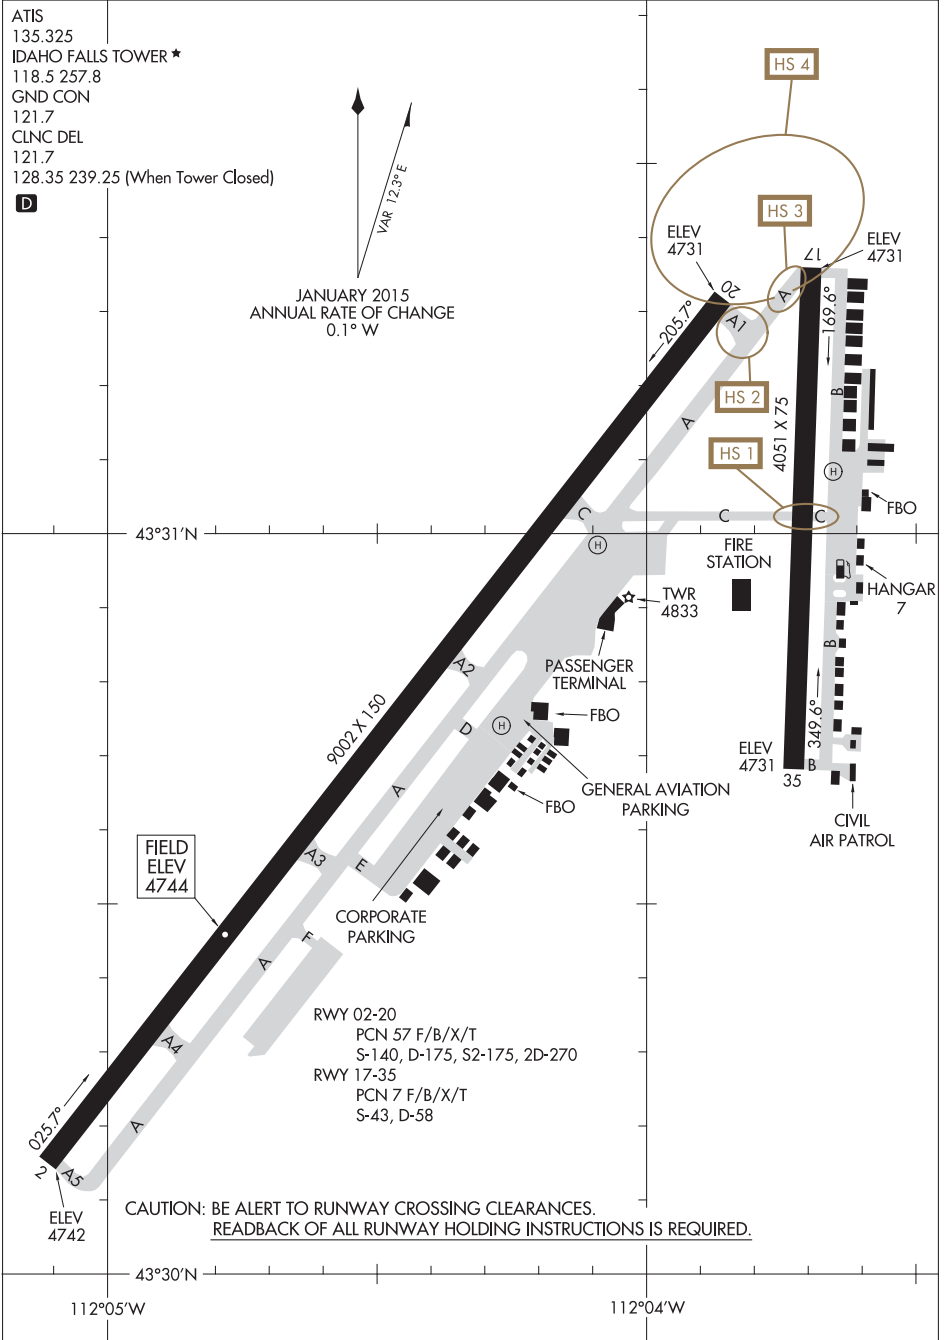 ATIS
135.325
IDAHO FALLS TOWER ★
118.5 257.8
GND CON
121.7
CLNC DEL
121.7
128.35 239.25 (When Tower Closed)
D
VAR 12.3° E
JANUARY 2015
ANNUAL RATE OF CHANGE
0.1° W
HS 4
HS 3
ELEV
4731
ELEV
4731
17
20
A
A1
205.7°
169.6°
HS 2
B
4051 X 75
A
HS 1
H
FBO
C
C
C
43°31'N
H
FIRE
STATION
HANGAR
7
TWR
4833
PASSENGER
TERMINAL
B
A2
349.6°
9002 X 150
D
H
FBO
ELEV
4731
35
B
A
GENERAL AVIATION
PARKING
FBO
CIVIL
AIR PATROL
FIELD
ELEV
4744
A3
E
CORPORATE
PARKING
F
A
RWY 02-20
PCN 57 F/B/X/T
S-140, D-175, S2-175, 2D-270
RWY 17-35
PCN 7 F/B/X/T
S-43, D-58
A4
025.7°
A
2
A5
ELEV
4742
CAUTION: BE ALERT TO RUNWAY CROSSING CLEARANCES.
READBACK OF ALL RUNWAY HOLDING INSTRUCTIONS IS REQUIRED.
43°30'N
112°05'W
112°04'W